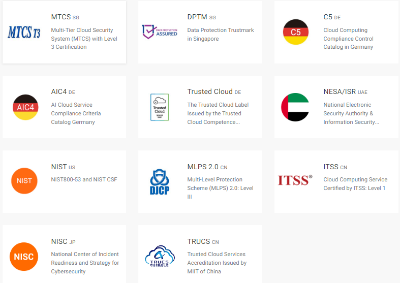 MTCS T3
MTCS SG
Multi-Tier Cloud Security
System (MTCS) with Level
3 Certification
ASSURED
DPTM SG
Data Protection Trustmark
in Singapore
C5
C5 DE
Cloud Computing
Compliance Control
Catalog in Germany
AIC4
AIC4 DE
AI Cloud Service
Compliance Criteria
Catalog Germany
Trusted
Cloud
Trusted Cloud DE
The Trusted Cloud Label
Issued by the Trusted
Cloud Competence...
NESA/ISR UAE
National Electronic
Security Authority &
Information Security...
NIST
NIST US
NIST800-53 and NIST CSF
DJCP
MLPS 2.0 CN
Multi-Level Protection
Scheme (MLPS) 2.0: Level
III
ITSS®
ITSS CN
Cloud Computing Service
Certified by ITSS: Level 1
NISC
NISC JP
National Center of Incident
Readiness and Strategy for
Cybersecurity
TRUCS
TRUCS CN
Trusted Cloud Services
Accreditation Issued by
MIIT of China